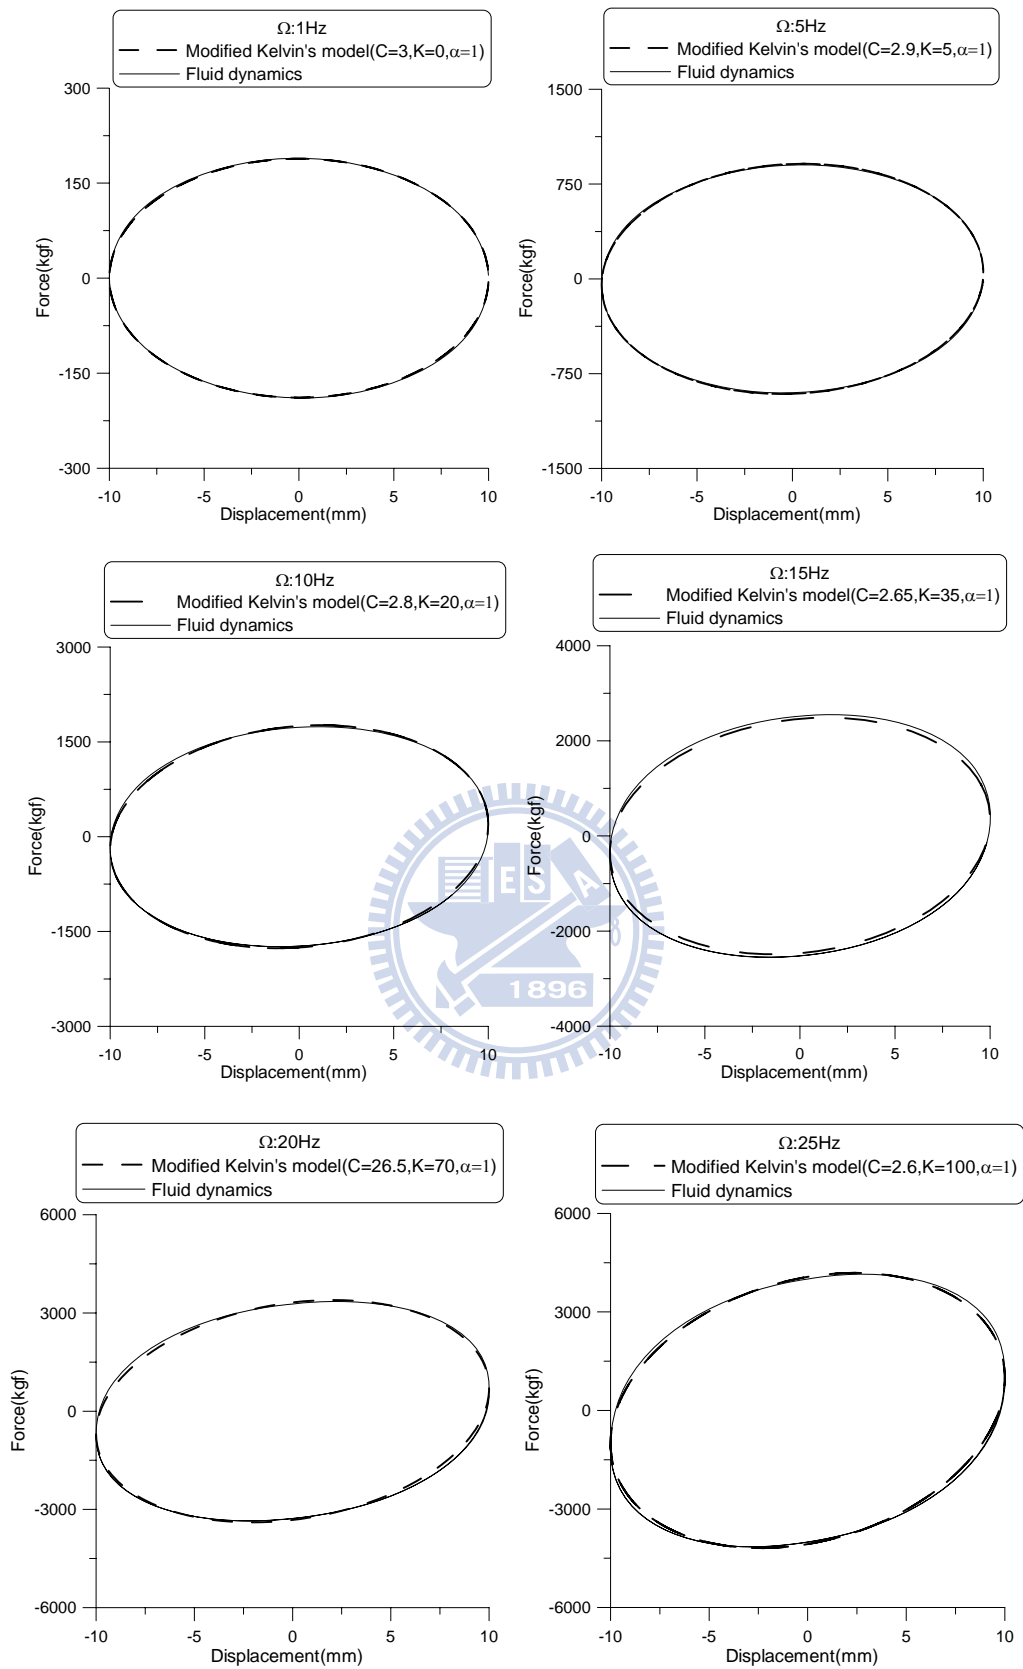 Ω:1Hz
Modified Kelvin's model(C=3,K=0,α=1)
Fluid dynamics
300
150
0
-150
-300
Force(kgf)
-10 -5 0 5 10
Displacement(mm)
Ω:5Hz
Modified Kelvin's model(C=2.9,K=5,α=1)
Fluid dynamics
1500
750
0
-750
-1500
Force(kgf)
-10 -5 0 5 10
Displacement(mm)
Ω:10Hz
Modified Kelvin's model(C=2.8,K=20,α=1)
Fluid dynamics
3000
1500
0
-1500
-3000
Force(kgf)
-10 -5 0 5 10
Displacement(mm)
Ω:15Hz
Modified Kelvin's model(C=2.65,K=35,α=1)
Fluid dynamics
4000
2000
0
-2000
-4000
Force(kgf)
-10 -5 0 5 10
Displacement(mm)
ESA
1896
Ω:20Hz
Modified Kelvin's model(C=26.5,K=70,α=1)
Fluid dynamics
6000
3000
0
-3000
-6000
Force(kgf)
-10 -5 0 5 10
Displacement(mm)
Ω:25Hz
Modified Kelvin's model(C=2.6,K=100,α=1)
Fluid dynamics
6000
3000
0
-3000
-6000
Force(kgf)
-10 -5 0 5 10
Displacement(mm)